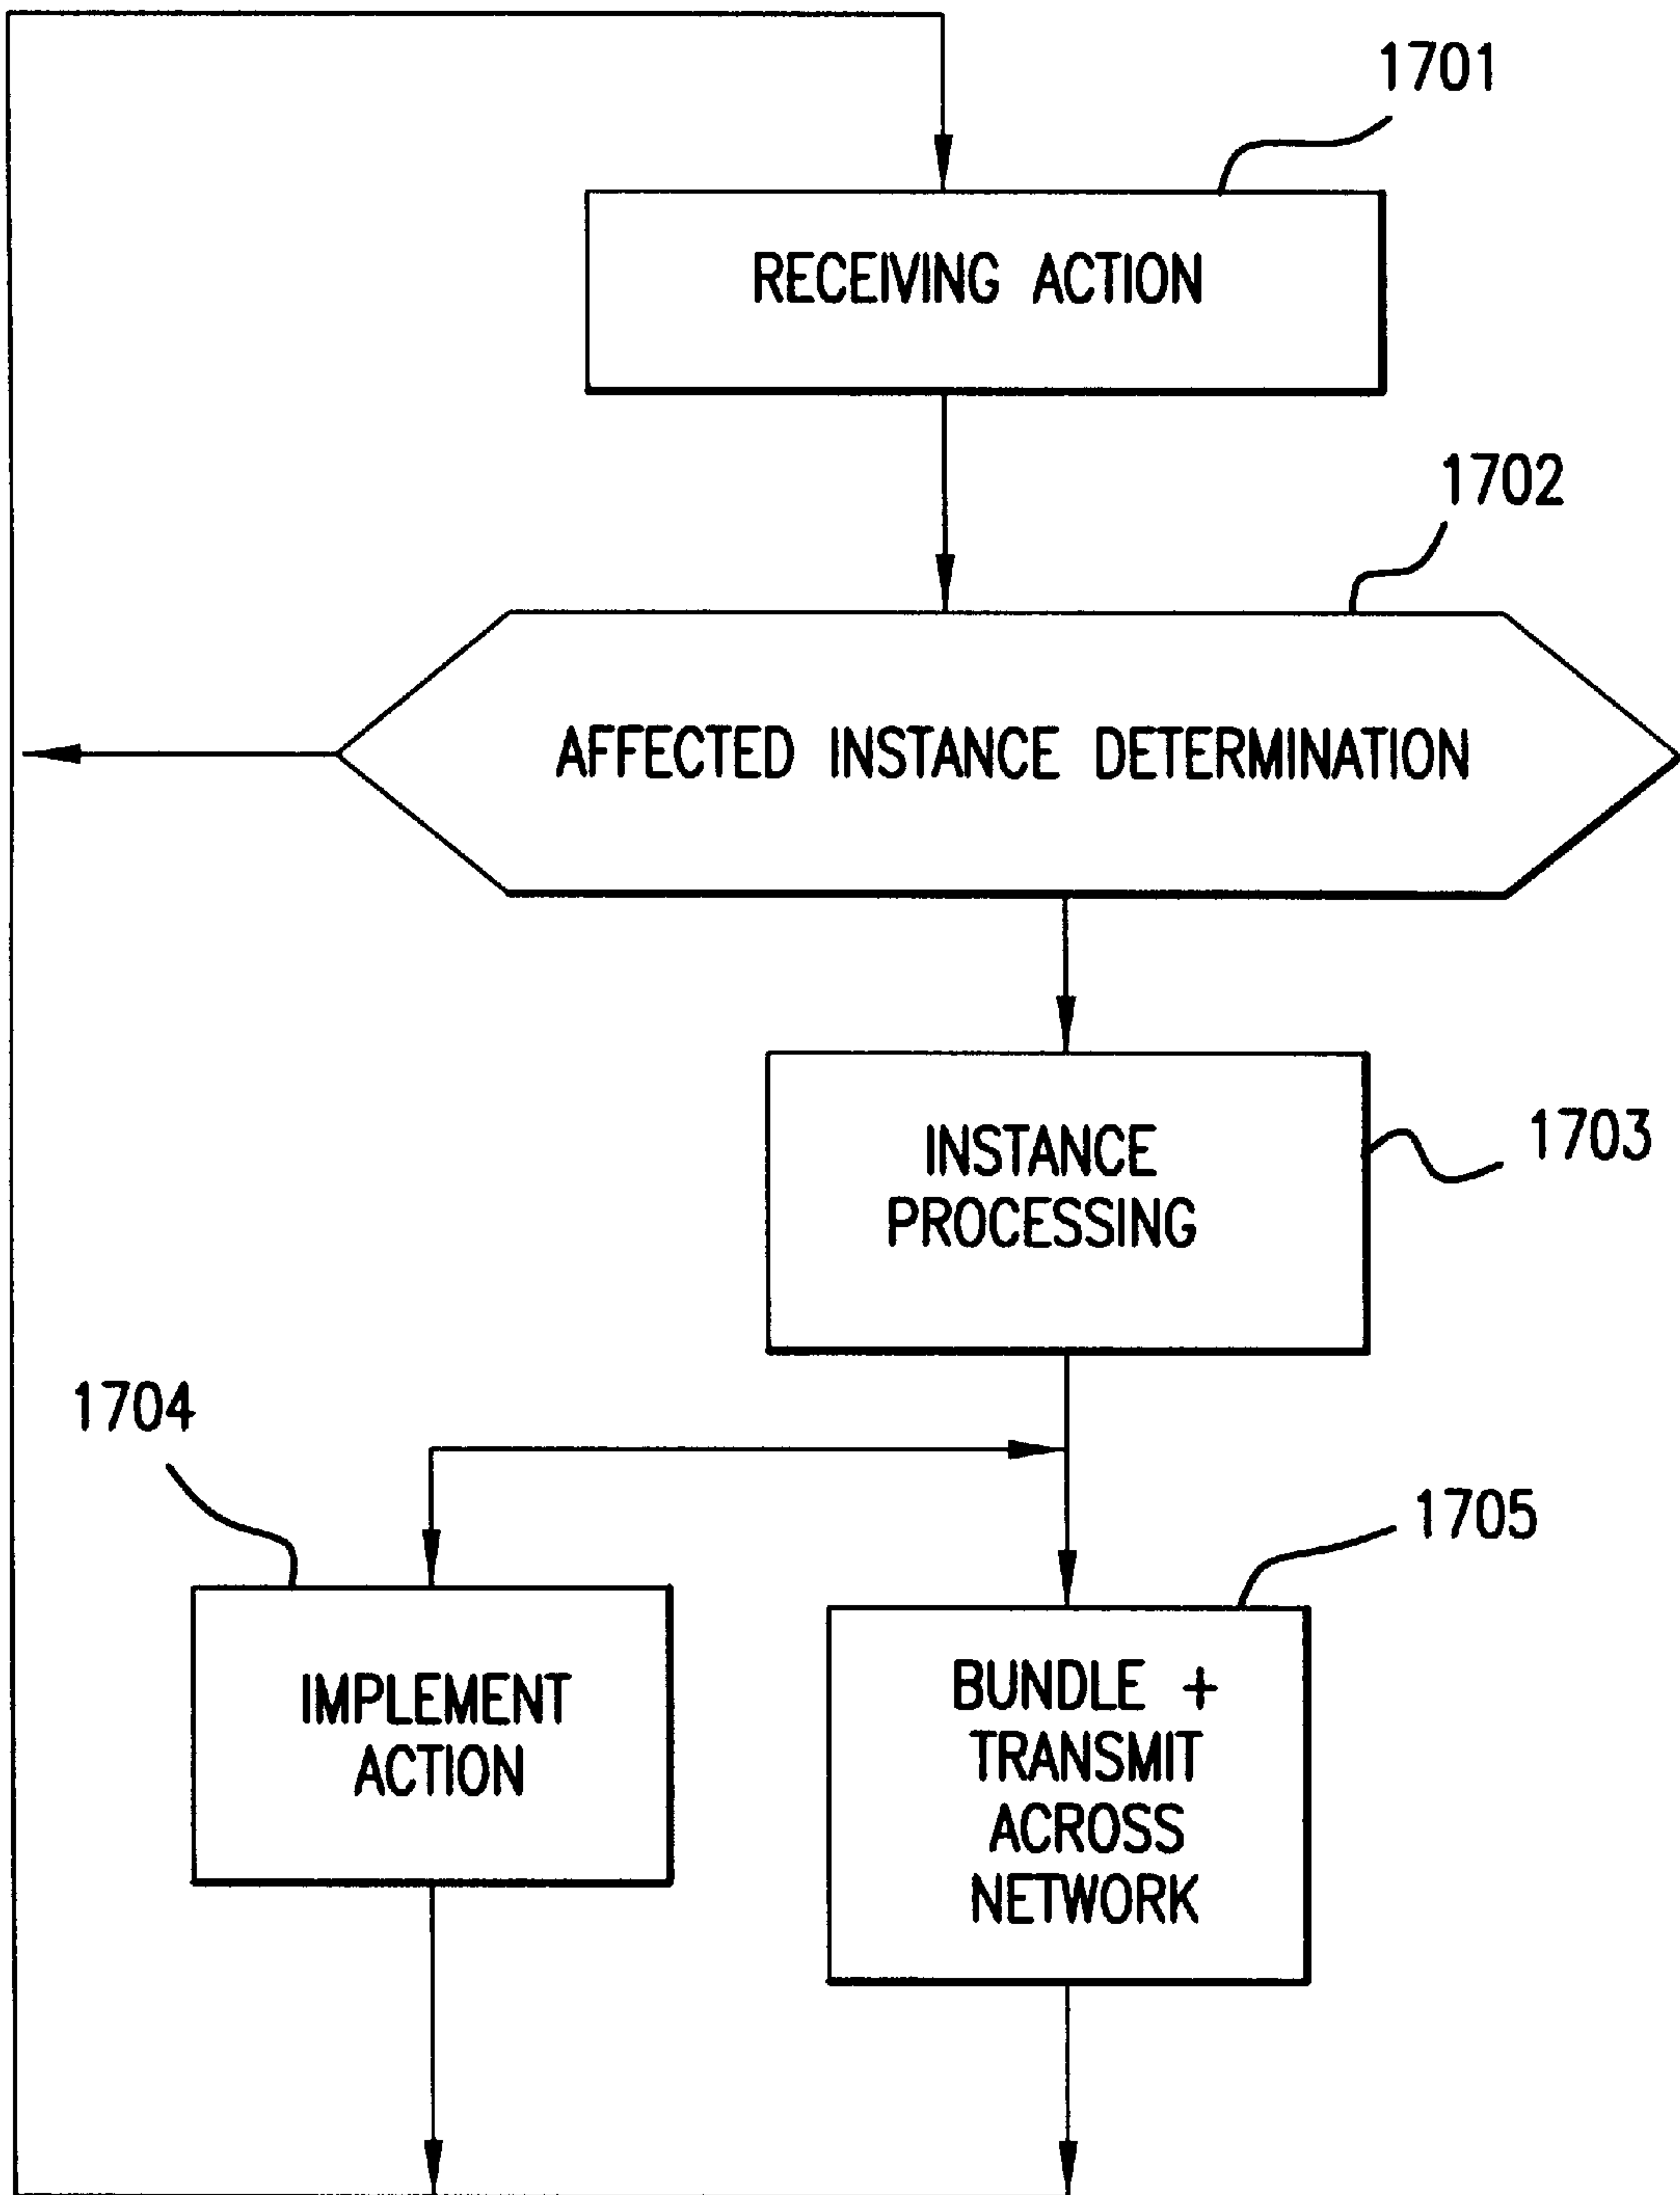 1701
RECEIVING ACTION
1702
AFFECTED INSTANCE DETERMINATION
1703
INSTANCE
PROCESSING
1704
1705
IMPLEMENT
ACTION
BUNDLE +
TRANSMIT
ACROSS
NETWORK